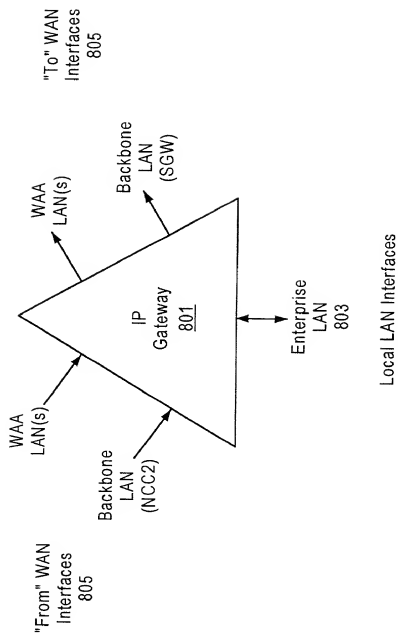 "From" WAN
Interfaces
805
"To" WAN
Interfaces
805
WAA
LAN(s)
WAA
LAN(s)
Backbone
LAN
(NCC2)
Backbone
LAN
(SGW)
IP
Gateway
801
Enterprise
LAN
803
Local LAN Interfaces